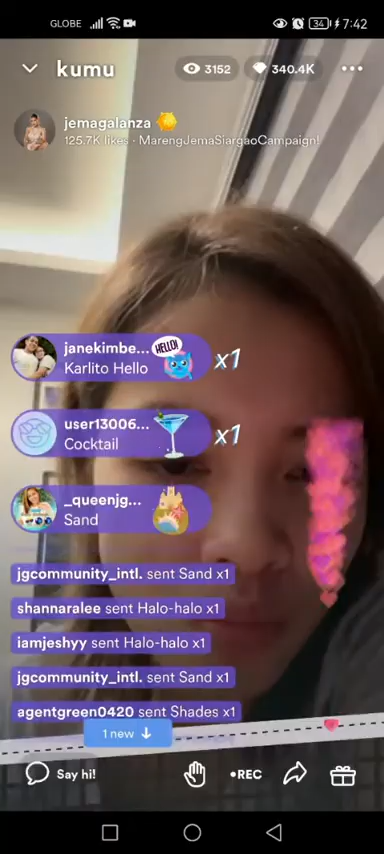 GLOBE
34
7:42
kumu
3152
340.4K
jemagalanza
125.7K likes · MarengJemaSiargaoCampaign!
janekimbe... HELLO!
Karlito Hello
x1
user13006...
Cocktail
x1
_queenjg...
Sand
jgcommunity_intl. sent Sand x1
shannaralee sent Halo-halo x1
iamjeshyy sent Halo-halo x1
jgcommunity_intl. sent Sand x1
agentgreen0420 sent Shades x1
1 new
Say hi!
•REC